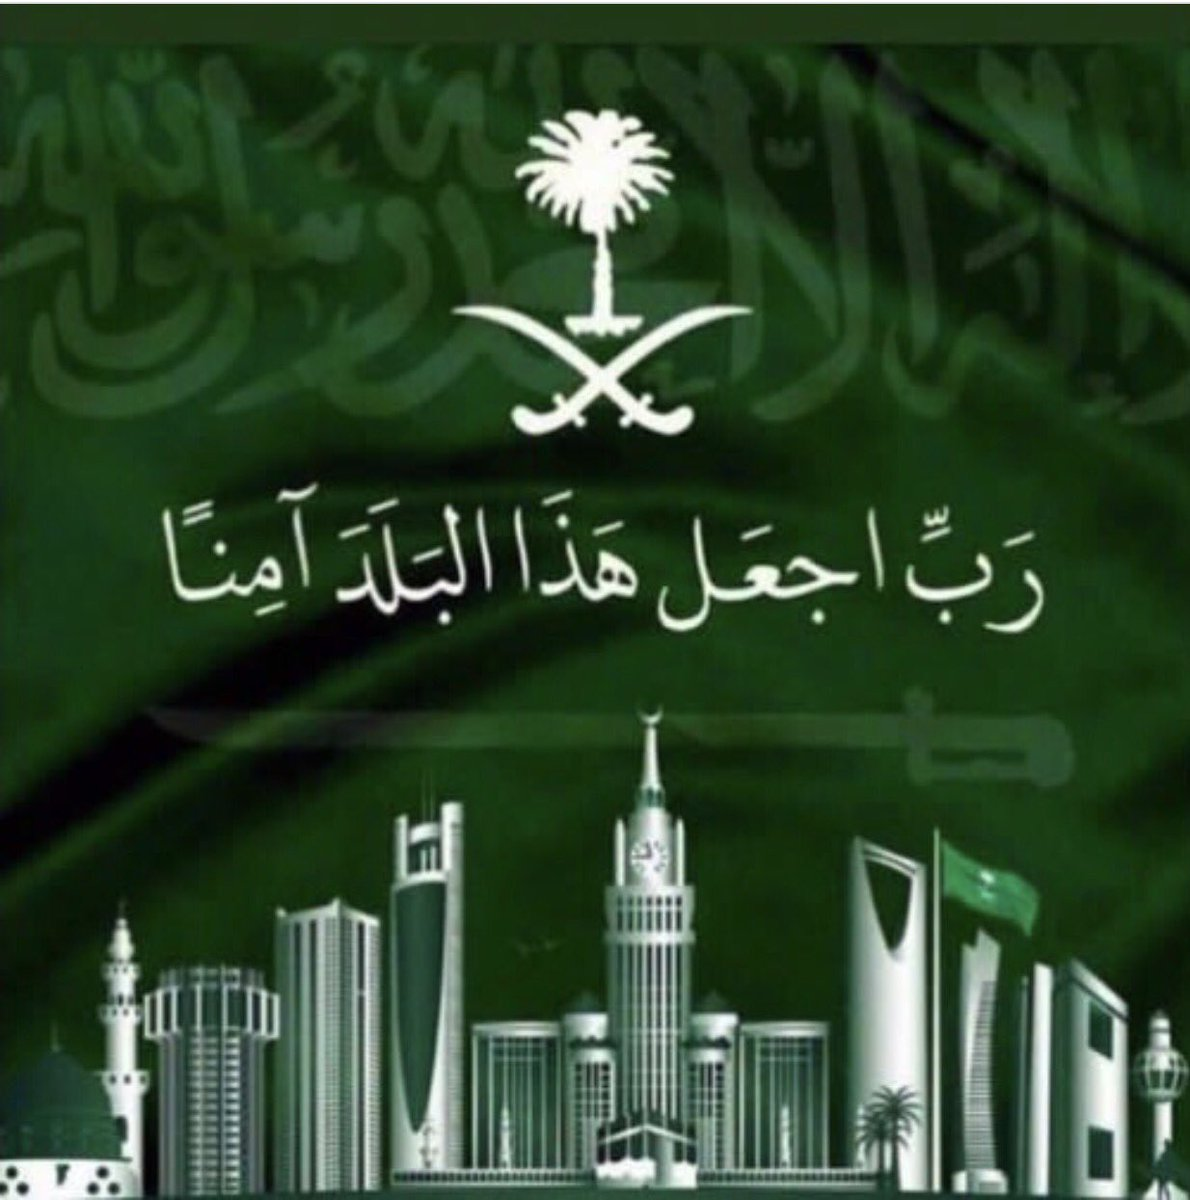 رَبِّ اجعَل هَذَا البَلَدَ آمِنًا